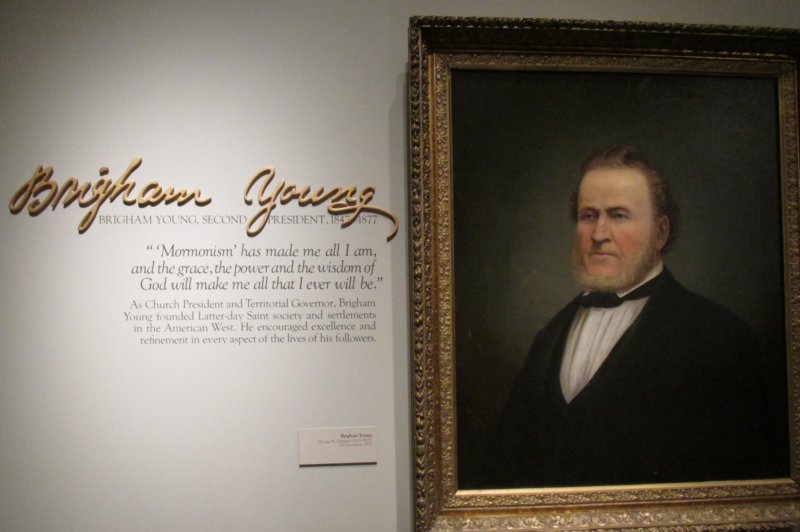 Brigham Young
BRIGHAM YOUNG, SECOND PRESIDENT, 1847-1877
“ ‘Mormonism’ has made me all I am,
and the grace, the power and the wisdom of
God will make me all that I ever will be.”
As Church President and Territorial Governor, Brigham
Young founded Latter-day Saint society and settlements
in the American West. He encouraged excellence and
refinement in every aspect of the lives of his followers.
Brigham Young